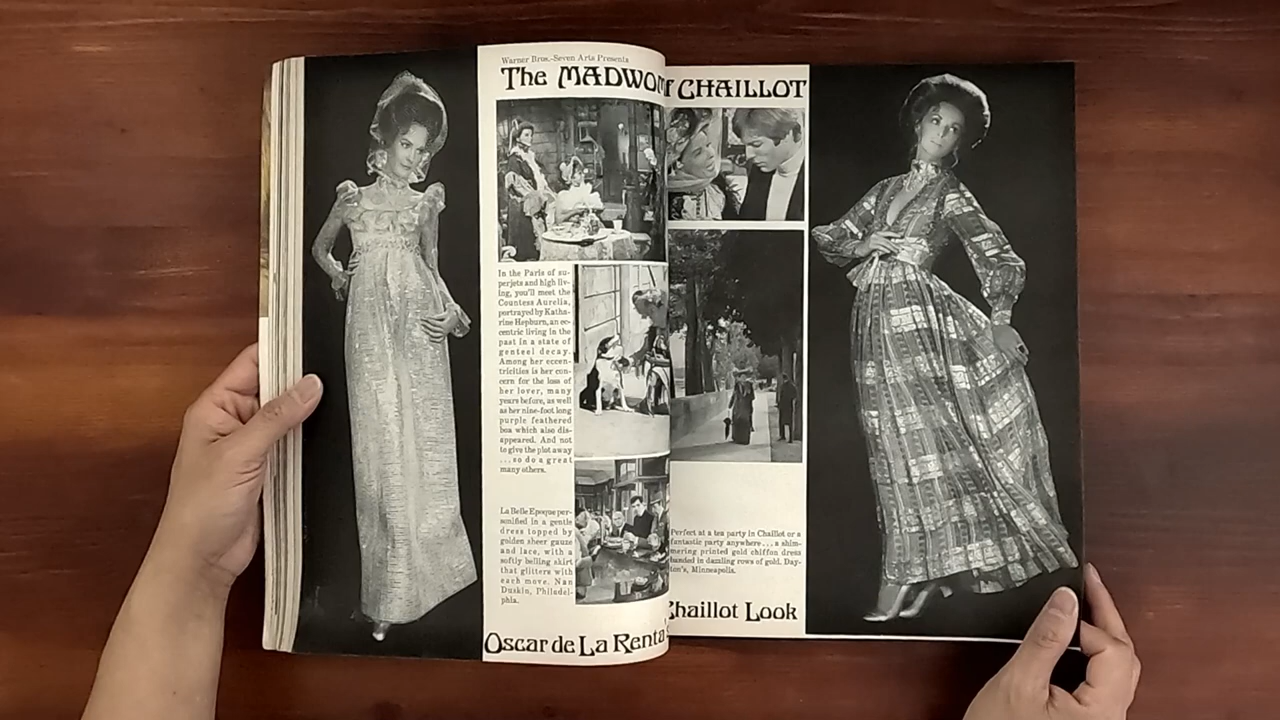 Warner Bros.-Seven Arts Presents
The MADWO
F CHAILLOT
In the Paris of su-
perjets and high liv-
ing, you'll meet the
Countess Aurelia,
portrayed by Katha-
rine Hepburn, an ec-
centric living in the
past in a state of
genteel decay.
Among her eccen-
tricities is her con-
cern for the loss of
her lover, many
years before, as well
as her nine-foot long
purple feathered
boa which also dis-
appeared. And not
to give the plot away
...so do a great
many others.
La Belle Epoque per-
sonified in a gentle
dress topped by
golden sheer gauze
and lace, with a
softly belling skirt
that glitters with
each move. Nan
Duskin, Philadel-
phia.
Perfect at a tea party in Chaillot or a
fantastic party anywhere...a shim-
mering printed gold chiffon dress
banded in dazzling rows of gold. Day-
ton's, Minneapolis.
Oscar de La Renta'
Chaillot Look